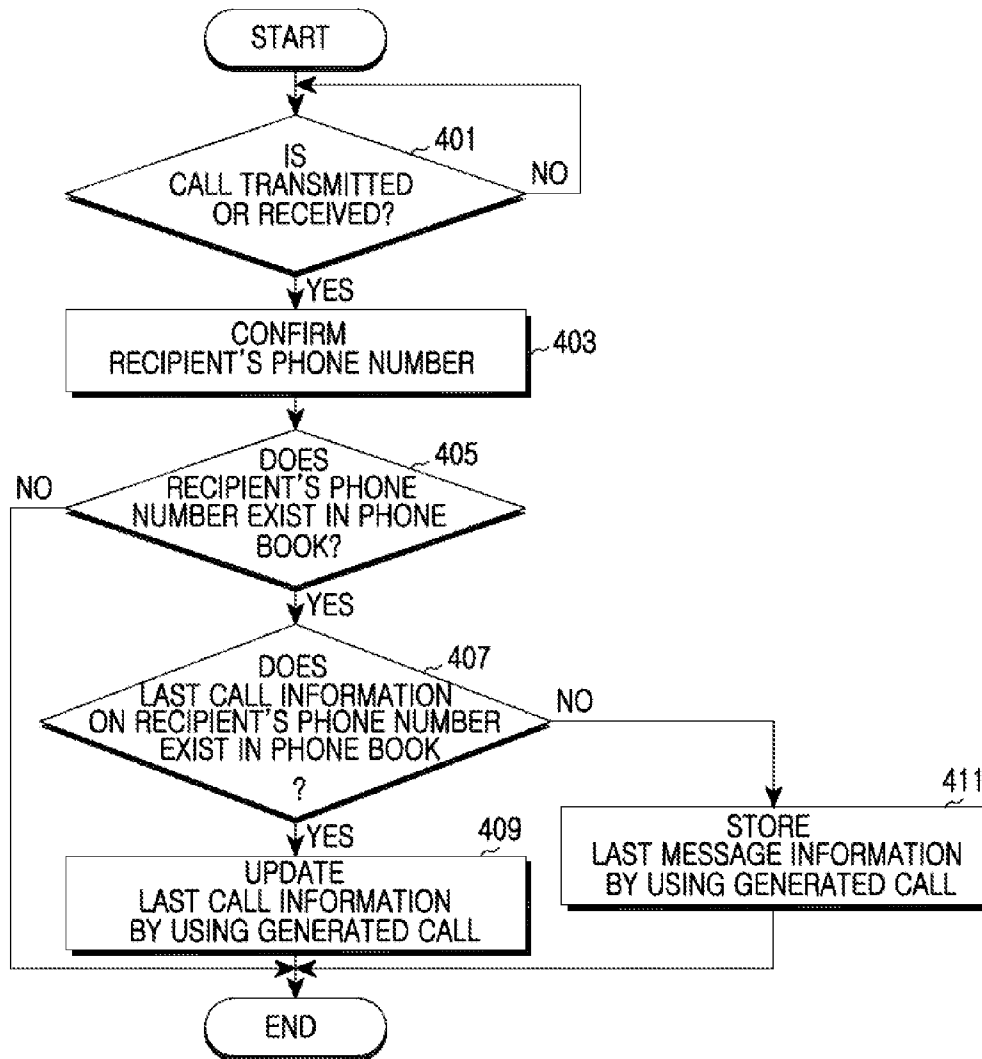 START
401
IS
CALL TRANSMITTED
OR RECEIVED?
NO
YES
CONFIRM
RECIPIENT'S PHONE NUMBER
403
405
DOES
RECIPIENT'S PHONE
NUMBER EXIST IN PHONE
BOOK?
NO
YES
407
DOES
LAST CALL INFORMATION
ON RECIPIENT'S PHONE NUMBER
EXIST IN PHONE BOOK
?
NO
YES
409
UPDATE
LAST CALL INFORMATION
BY USING GENERATED CALL
411
STORE
LAST MESSAGE INFORMATION
BY USING GENERATED CALL
END